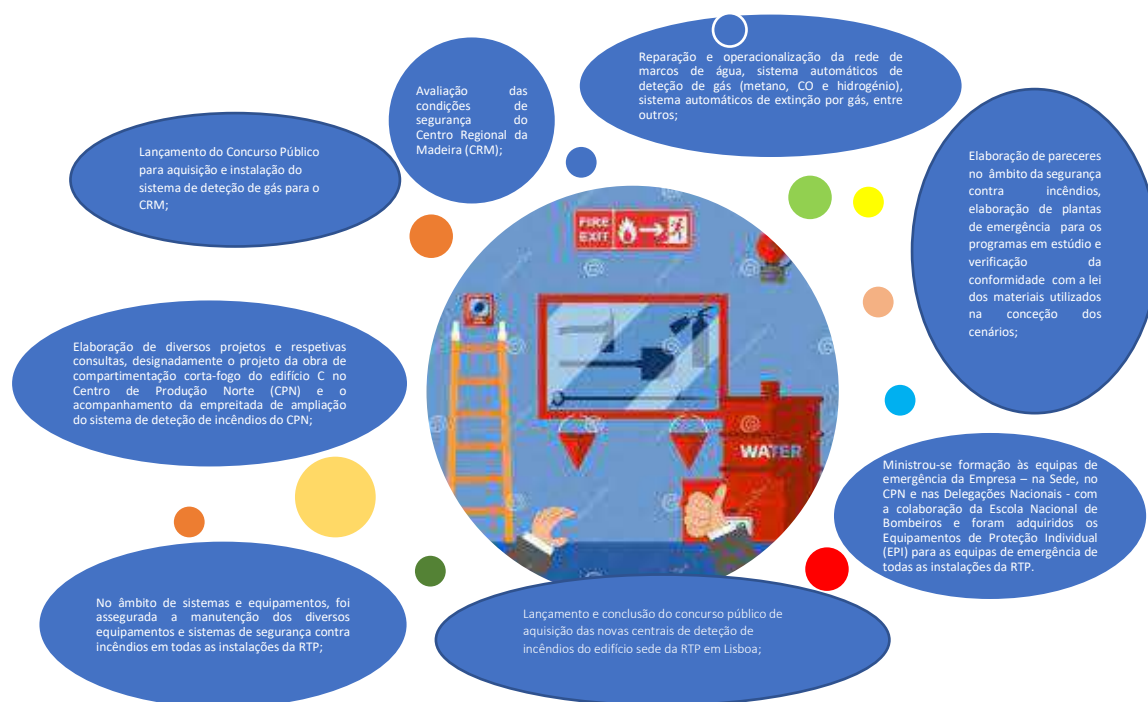 Reparação e operacionalização da rede de
marcos de água, sistema automáticos de
deteção de gás (metano, CO e hidrogénio),
sistema automáticos de extinção por gás, entre
outros;
Avaliação das
condições de
segurança do
Centro Regional da
Madeira (CRM);
Lançamento do Concurso Público
para aquisição e instalação do
sistema de deteção de gás para o
CRM;
Elaboração de pareceres
no âmbito da segurança
contra incêndios,
elaboração de plantas
de emergência para os
programas em estúdio e
verificação da
conformidade com a lei
dos materiais utilizados
na conceção dos
cenários;
FIRE
EXIT
Elaboração de diversos projetos e respetivas
consultas, designadamente o projeto da obra de
compartimentação corta-fogo do edifício C no
Centro de Produção Norte (CPN) e o
acompanhamento da empreitada de ampliação
do sistema de deteção de incêndios do CPN;
WATER
Ministrou-se formação às equipas de
emergência da Empresa – na Sede, no
CPN e nas Delegações Nacionais - com
a colaboração da Escola Nacional de
Bombeiros e foram adquiridos os
Equipamentos de Proteção Individual
(EPI) para as equipas de emergência de
todas as instalações da RTP.
No âmbito de sistemas e equipamentos, foi
assegurada a manutenção dos diversos
equipamentos e sistemas de segurança contra
incêndios em todas as instalações da RTP;
Lançamento e conclusão do concurso público de
aquisição das novas centrais de deteção de
incêndios do edifício sede da RTP em Lisboa;